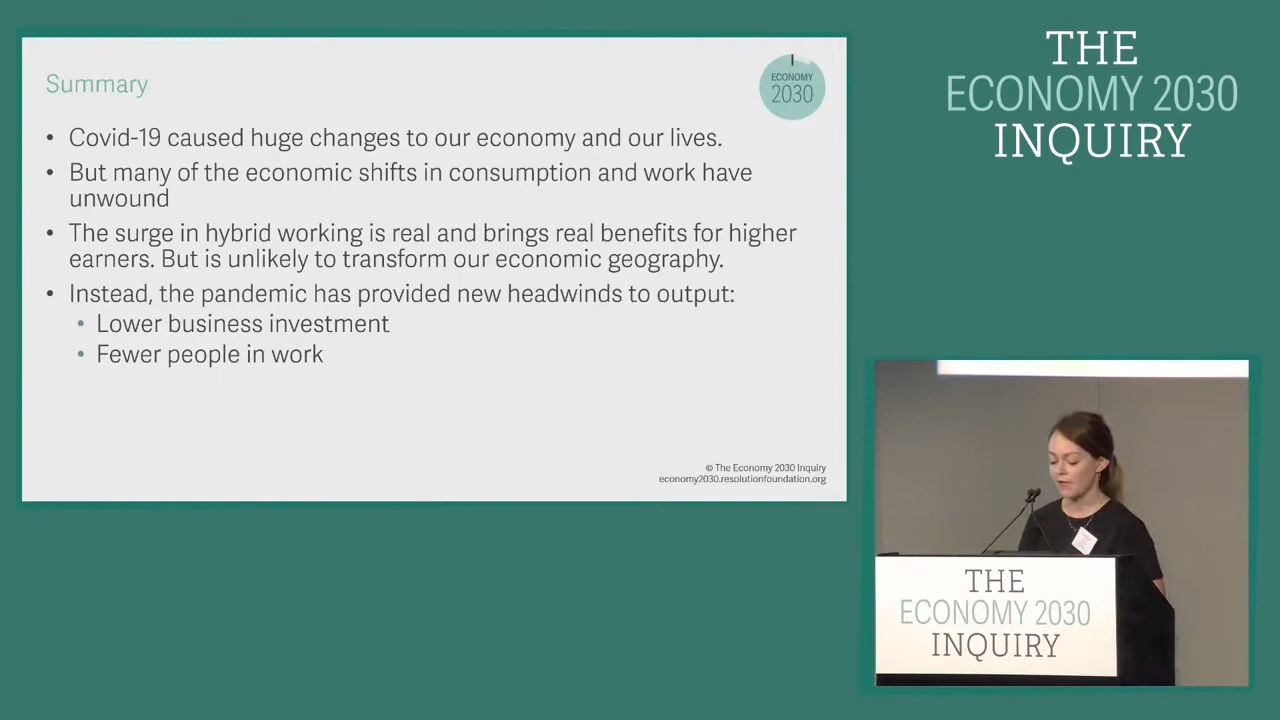 Summary
ECONOMY
2030
• Covid-19 caused huge changes to our economy and our lives.
• But many of the economic shifts in consumption and work have
unwound
• The surge in hybrid working is real and brings real benefits for higher
earners. But is unlikely to transform our economic geography.
• Instead, the pandemic has provided new headwinds to output:
• Lower business investment
• Fewer people in work
© The Economy 2030 Inquiry
economy2030.resolutionfoundation.org
THE
ECONOMY 2030
INQUIRY
THE
ECONOMY 2030
INQUIRY